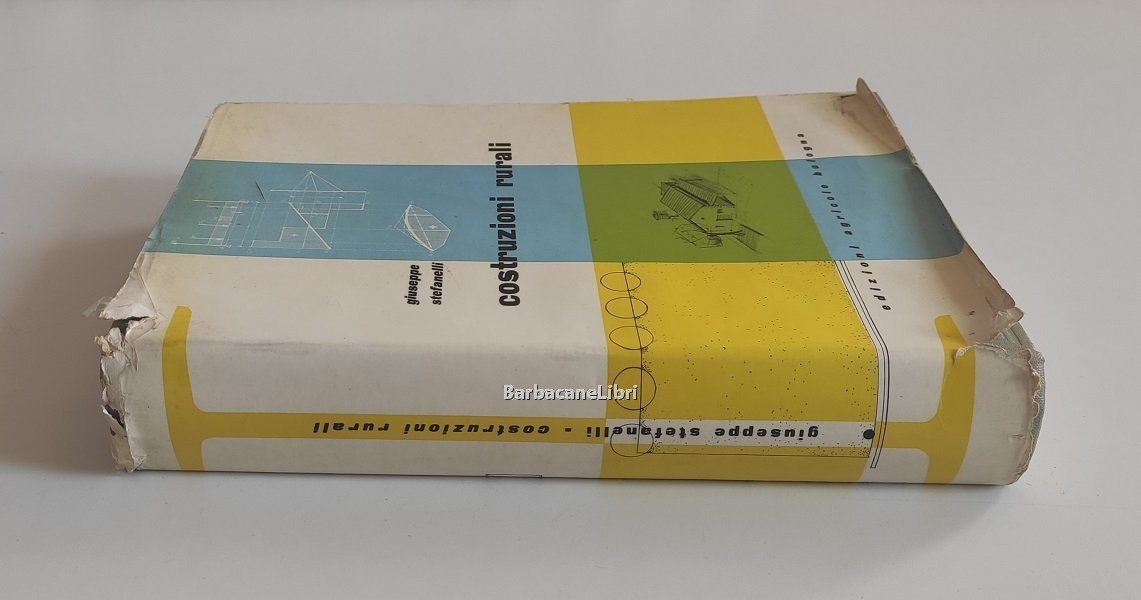 giuseppe
stefanelli
costruzioni rurali
edizioni agricole bologna
giuseppe stefanelli - costruzioni rurali
BarbacaneLibri